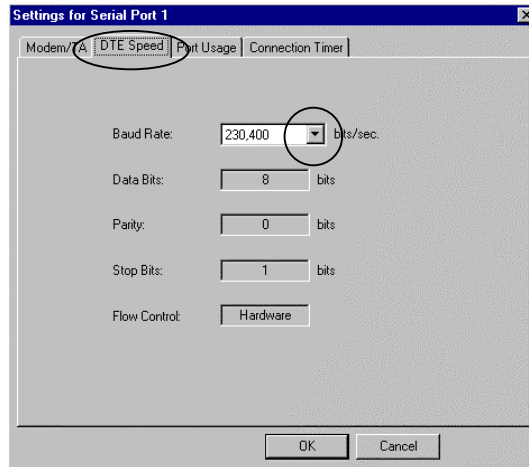 Settings for Serial Port 1
Modem/TA DTE Speed Port Usage Connection Timer
Baud Rate: 230,400 bits/sec.
Data Bits: 8 bits
Parity: 0 bits
Stop Bits: 1 bits
Flow Control: Hardware
OK Cancel